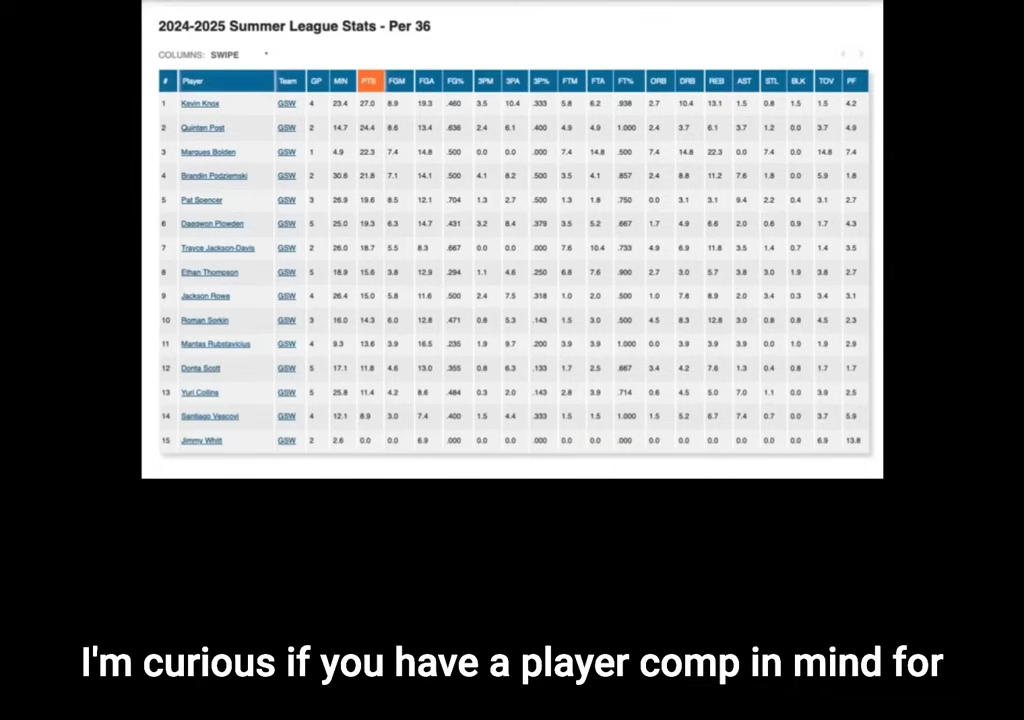 2024-2025 Summer League Stats - Per 36
COLUMNS: SWIPE
# Player Team GP MIN PTS FGM FGA FG% 3PM 3PA 3P% FTM FTA FT% ORB DRB REB AST STL BLK TOV PF
1 Kevin Knox GSW 4 23.4 27.0 8.9 19.3 .460 3.5 10.4 .333 5.8 6.2 .938 2.7 10.4 13.1 1.5 0.8 1.5 1.5 4.2
2 Quinten Post GSW 2 14.7 24.4 8.6 13.4 .636 2.4 6.1 .400 4.9 4.9 1.000 2.4 3.7 6.1 3.7 1.2 0.0 3.7 4.9
3 Marques Bolden GSW 1 4.9 22.3 7.4 14.8 .500 0.0 0.0 .000 7.4 14.8 .500 7.4 14.8 22.3 0.0 7.4 0.0 14.8 7.4
4 Brandin Podziemski GSW 2 30.6 21.8 7.1 14.1 .500 4.1 8.2 .500 3.5 4.1 .857 2.4 8.8 11.2 7.6 1.8 0.0 5.9 1.8
5 Pat Spencer GSW 3 26.9 19.6 8.5 12.1 .704 1.3 2.7 .500 1.3 1.8 .750 0.0 3.1 3.1 9.4 2.2 0.4 3.1 2.7
6 Daeqwon Plowden GSW 5 25.0 19.3 6.3 14.7 .431 3.2 8.4 .379 3.5 5.2 .667 1.7 4.9 6.6 2.0 0.6 0.9 1.7 4.3
7 Trayce Jackson-Davis GSW 2 26.0 18.7 5.5 8.3 .667 0.0 0.0 .000 7.6 10.4 .733 4.9 6.9 11.8 3.5 1.4 0.7 1.4 3.5
8 Ethan Thompson GSW 5 18.9 15.6 3.8 12.9 .294 1.1 4.6 .250 6.8 7.6 .900 2.7 3.0 5.7 3.8 3.0 1.9 3.8 2.7
9 Jackson Rowe GSW 4 26.4 15.0 5.8 11.6 .500 2.4 7.5 .318 1.0 2.0 .500 1.0 7.8 8.9 2.0 3.4 0.3 3.4 3.1
10 Roman Sorkin GSW 3 16.0 14.3 6.0 12.8 .471 0.8 5.3 .143 1.5 3.0 .500 4.5 8.3 12.8 3.0 0.8 0.8 4.5 2.3
11 Mantas Rubstavicius GSW 4 9.3 13.6 3.9 16.5 .235 1.9 9.7 .200 3.9 3.9 1.000 0.0 3.9 3.9 3.9 0.0 1.0 1.9 2.9
12 Donta Scott GSW 5 17.1 11.8 4.6 13.0 .355 0.8 6.3 .133 1.7 2.5 .667 3.4 4.2 7.6 1.3 0.4 0.8 1.7 1.7
13 Yuri Collins GSW 5 25.8 11.4 4.2 8.6 .484 0.3 2.0 .143 2.8 3.9 .714 0.6 4.5 5.0 7.0 1.1 0.0 3.9 2.5
14 Santiago Vescovi GSW 4 12.1 8.9 3.0 7.4 .400 1.5 4.4 .333 1.5 1.5 1.000 1.5 5.2 6.7 7.4 0.7 0.0 3.7 5.9
15 Jimmy Whitt GSW 2 2.6 0.0 0.0 6.9 .000 0.0 0.0 .000 0.0 0.0 .000 0.0 0.0 0.0 0.0 0.0 0.0 6.9 13.8
I'm curious if you have a player comp in mind for